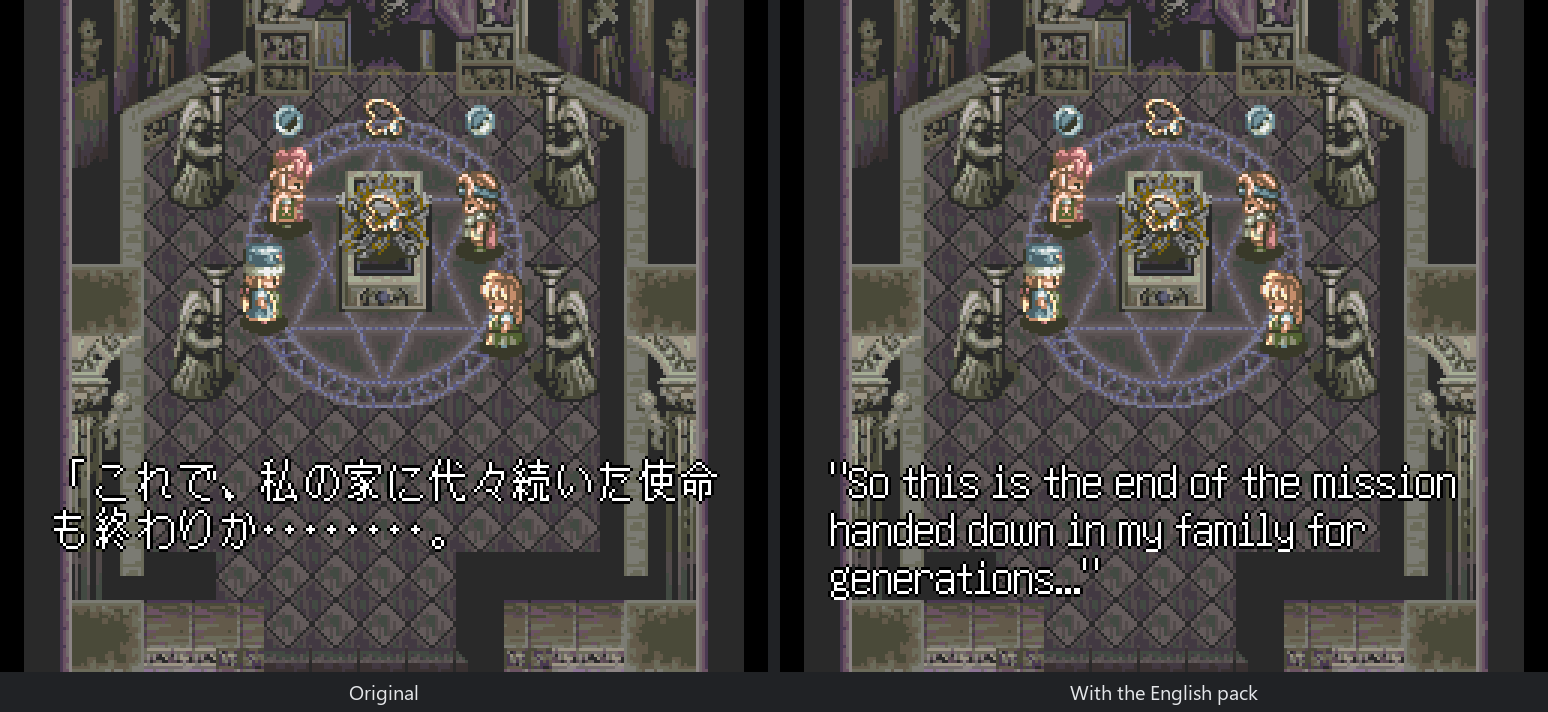 「これで、私の家に代々続いた使命
も終わりか・・・・・・・・。
"So this is the end of the mission
handed down in my family for
generations..."
Original
With the English pack